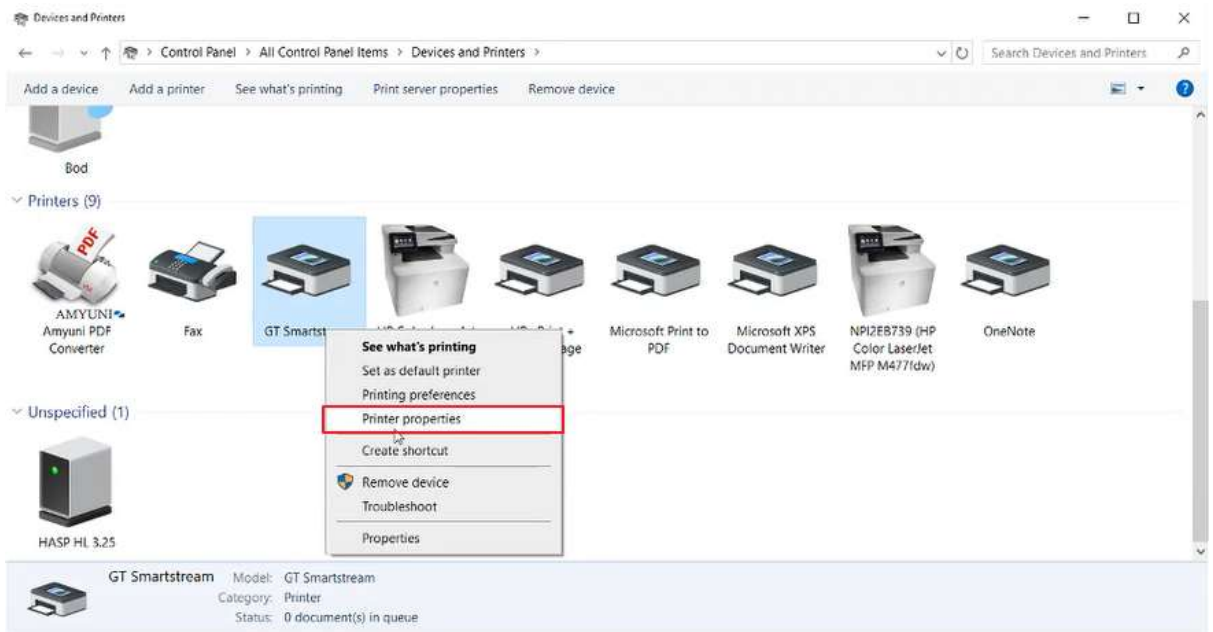 Devices and Printers
Control Panel > All Control Panel Items > Devices and Printers >
Search Devices and Printers
Add a device Add a printer See what's printing Print server properties Remove device
Bod
Printers (9)
PDF
AMYUNI
Amyuni PDF
Converter
Fax
GT Smartst
Microsoft Print to
PDF
Microsoft XPS
Document Writer
NPI2EB739 (HP
Color LaserJet
MFP M477fdw)
OneNote
age
See what's printing
Set as default printer
Printing preferences
Printer properties
Create shortcut
Remove device
Troubleshoot
Properties
Unspecified (1)
HASP HL 3.25
GT Smartstream Model: GT Smartstream
Category: Printer
Status: 0 document(s) in queue